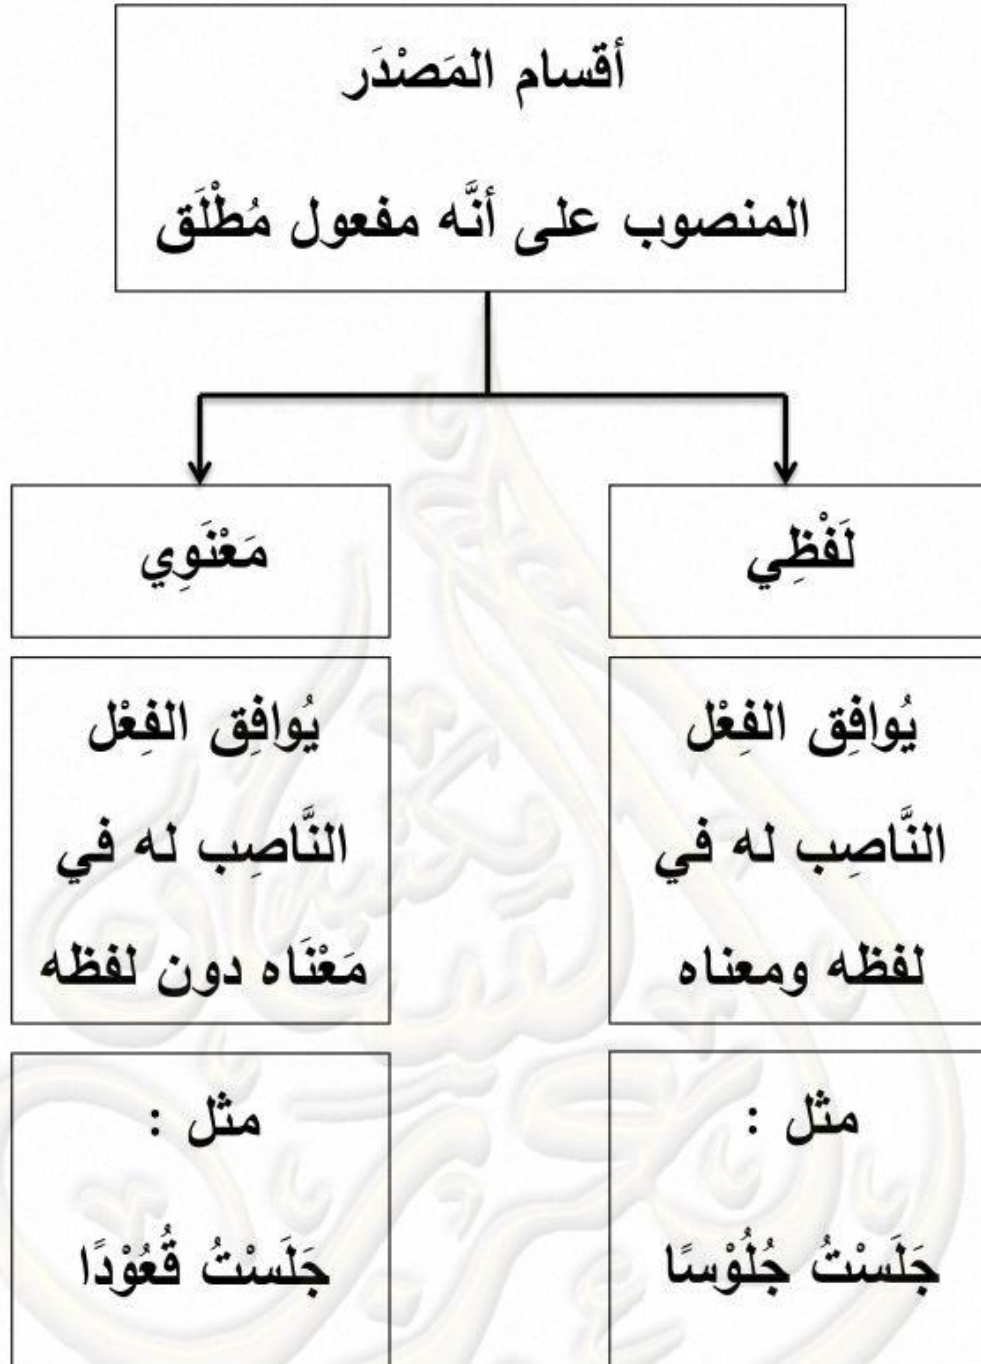 أقسام المَصْدَر
المنصوب على أنَّه مفعول مُطْلَق
لَفْظِي
يُوافِق الفِعْل
النَّاصِب له في
لفظه ومعناه
مثل :
جَلَسْتُ جُلُوْسًا
مَعْنَوِي
يُوافِق الفِعْل
النَّاصِب له في
مَعْنَاه دون لفظه
مثل :
جَلَسْتُ قُعُوْدًا